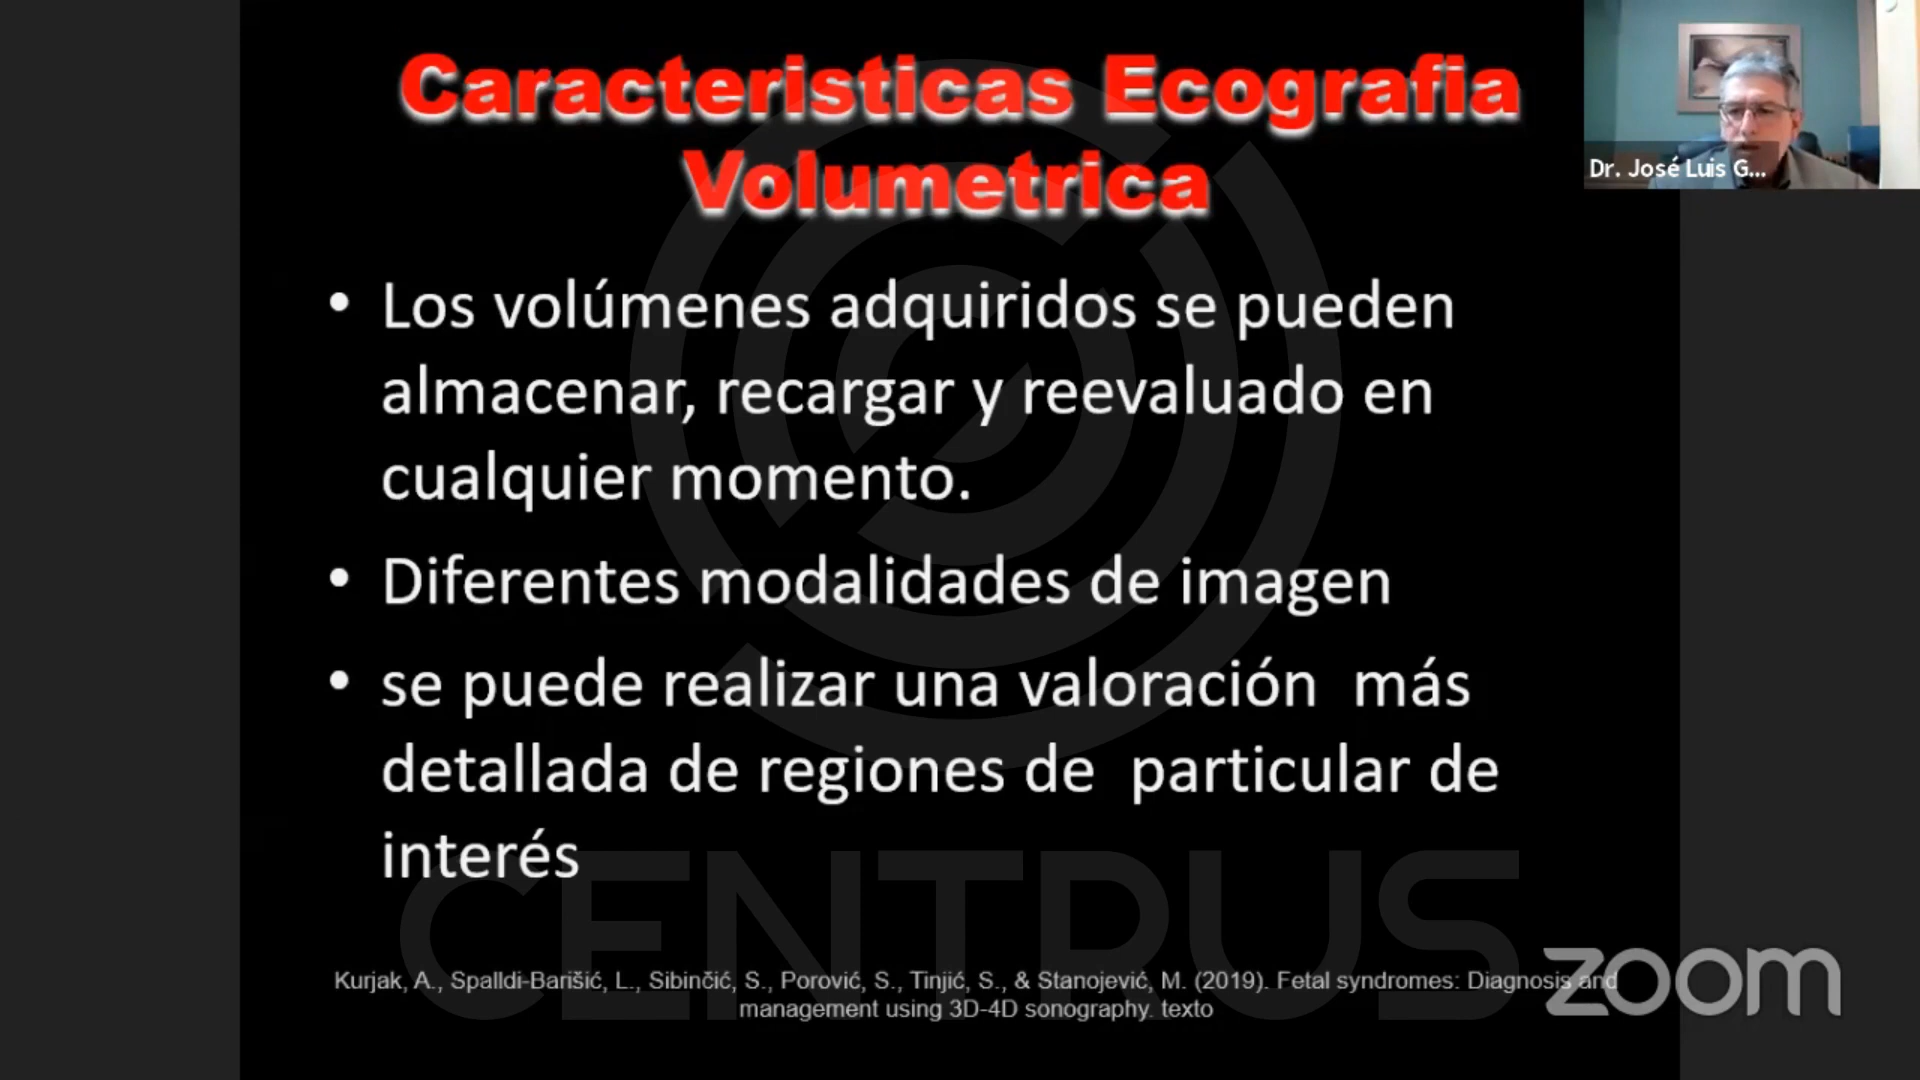 Caracteristicas Ecografia
Volumetrica
Dr. José Luis G...
• Los volúmenes adquiridos se pueden
almacenar, recargar y reevaluado en
cualquier momento.
• Diferentes modalidades de imagen
• se puede realizar una valoración más
detallada de regiones de particular de
interés
CENTRUS
Kurjak, A., Spalldi-Barišić, L., Sibinčić, S., Porović, S., Tinjić, S., & Stanojević, M. (2019). Fetal syndromes: Diagnosis and
management using 3D-4D sonography. texto
zoom